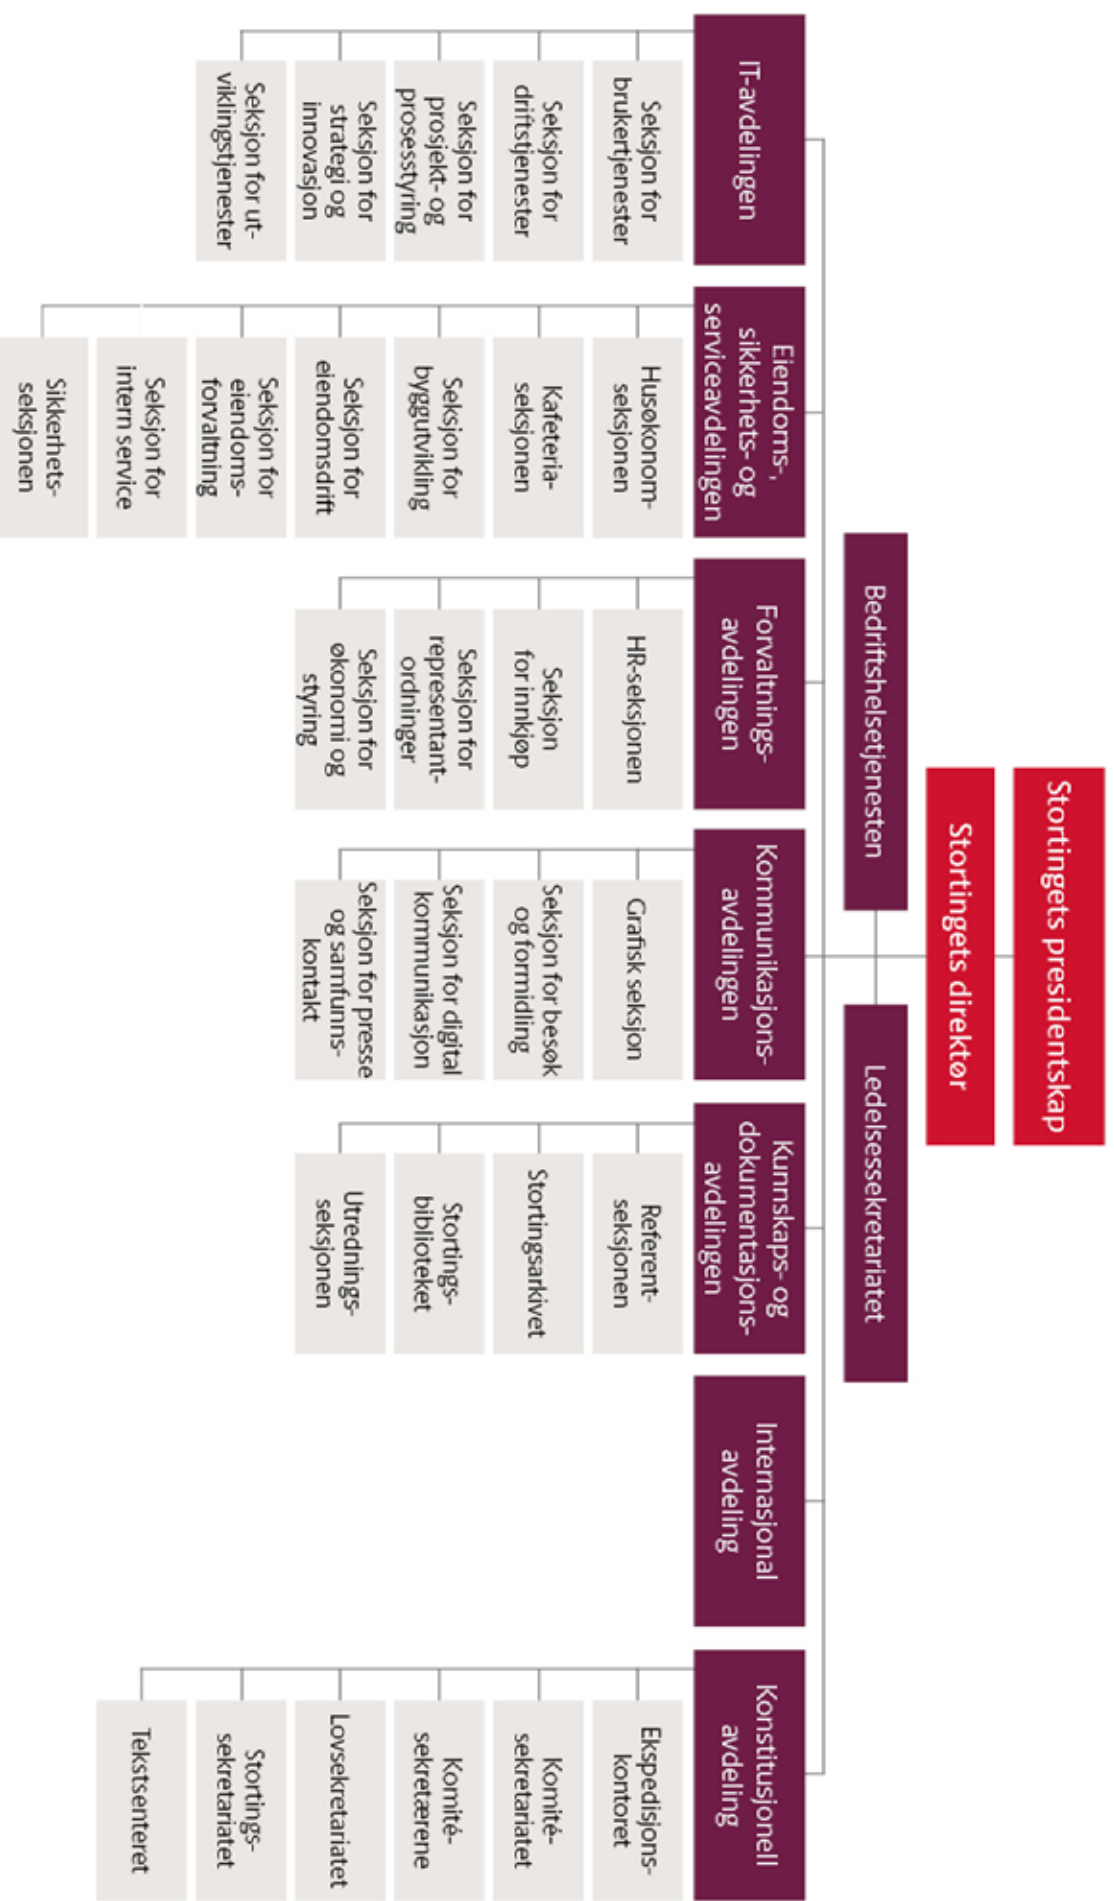 Stortingets presidentskap
Stortingets direktør
Bedriftshelsetjenesten
Ledelsessekretariatet
IT-avdelingen
Seksjon for
brukertjenester
Seksjon for
driftstjenester
Seksjon for
prosjekt- og
prosesstyring
Seksjon for
strategi og
innovasjon
Seksjon for ut-
viklingstjenester
Eiendoms-,
sikkerhets- og
serviceavdelingen
Husøkonom-
seksjonen
Kafeteria-
seksjonen
Seksjon for
byggutvikling
Seksjon for
eiendomsdrift
Seksjon for
eiendoms-
forvaltning
Seksjon for
intern service
Sikkerhets-
seksjonen
Forvaltnings-
avdelingen
HR-seksjonen
Seksjon
for innkjøp
Seksjon for
representant-
ordninger
Seksjon for
økonomi og
styring
Kommunikasjons-
avdelingen
Grafisk seksjon
Seksjon for besøk
og formidling
Seksjon for digital
kommunikasjon
Seksjon for presse
og samfunns-
kontakt
Kunnskaps- og
dokumentasjons-
avdelingen
Referent-
seksjonen
Stortingsarkivet
Stortings-
biblioteket
Utrednings-
seksjonen
Internasjonal
avdeling
Konstitusjonell
avdeling
Ekspedisjons-
kontoret
Komité-
sekretariatet
Komité-
sekretærene
Lovsekretariatet
Stortings-
sekretariatet
Tekstsenteret